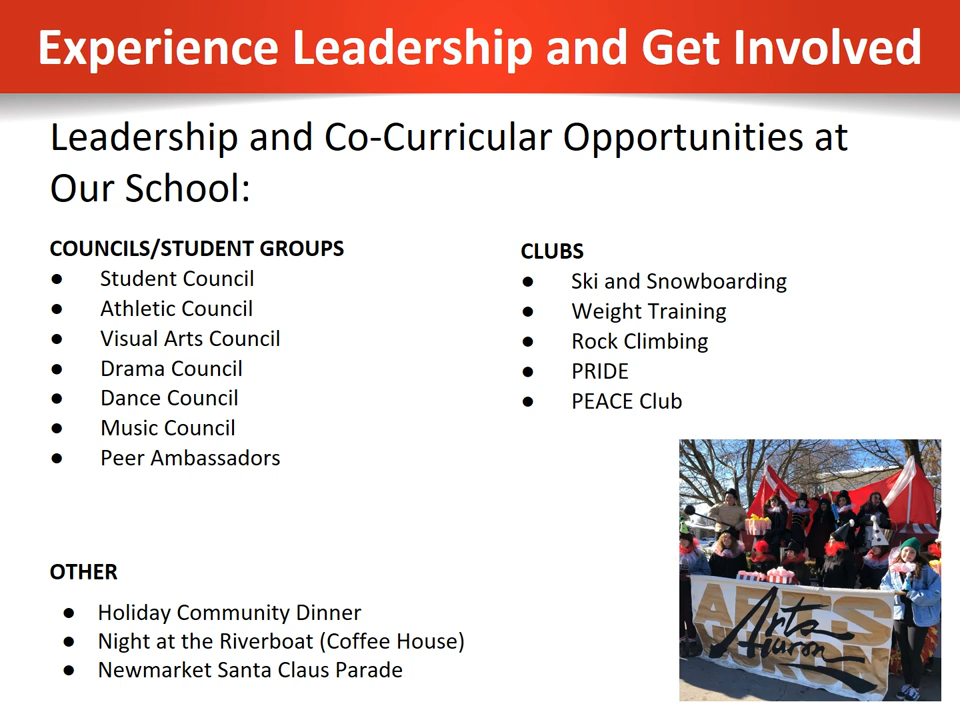 Experience Leadership and Get Involved
Leadership and Co-Curricular Opportunities at
Our School:
COUNCILS/STUDENT GROUPS
● Student Council
● Athletic Council
● Visual Arts Council
● Drama Council
● Dance Council
● Music Council
● Peer Ambassadors
CLUBS
● Ski and Snowboarding
● Weight Training
● Rock Climbing
● PRIDE
● PEACE Club
OTHER
● Holiday Community Dinner
● Night at the Riverboat (Coffee House)
● Newmarket Santa Claus Parade
ARTS
HURON
Arts
Huron